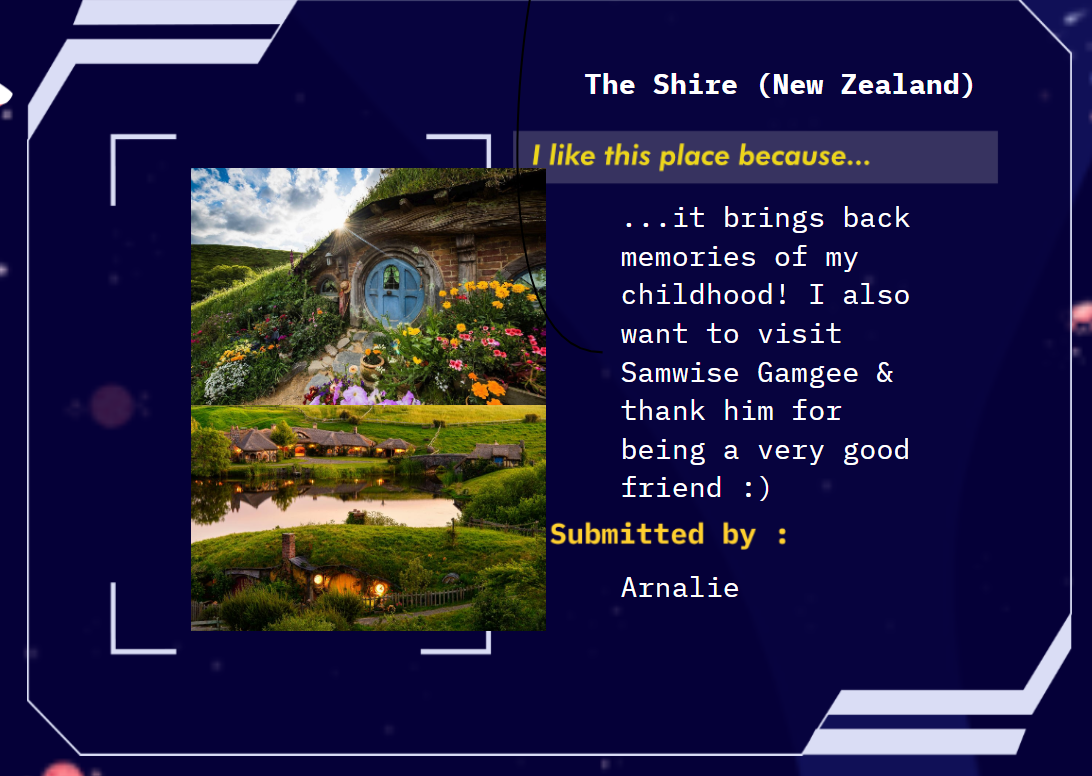 The Shire (New Zealand)
I like this place because...
...it brings back
memories of my
childhood! I also
want to visit
Samwise Gamgee &
thank him for
being a very good
friend :)
Submitted by :
Arnalie